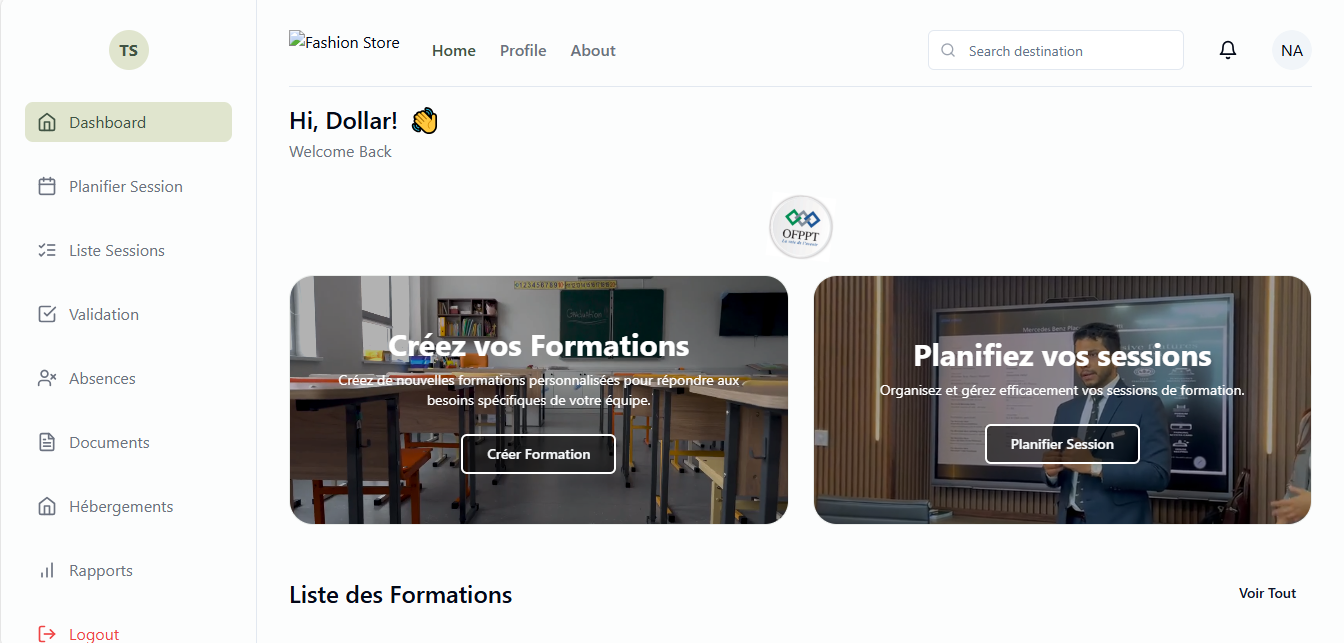 TS
Dashboard
Planifier Session
Liste Sessions
Validation
Absences
Documents
Hébergements
Rapports
Logout
Fashion Store
Home
Profile
About
Search destination
NA
Hi, Dollar! 👋
Welcome Back
OFPPT
Créez vos Formations
Créez de nouvelles formations personnalisées pour répondre aux
besoins spécifiques de votre équipe.
Créer Formation
Planifiez vos sessions
Organisez et gérez efficacement vos sessions de formation.
Planifier Session
Liste des Formations
Voir Tout